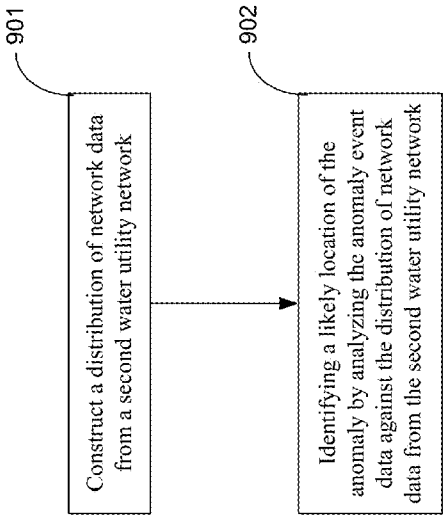 901
Construct a distribution of network data
from a second water utility network
902
Identifying a likely location of the
anomaly by analyzing the anomaly event
data against the distribution of network
data from the second water utility network